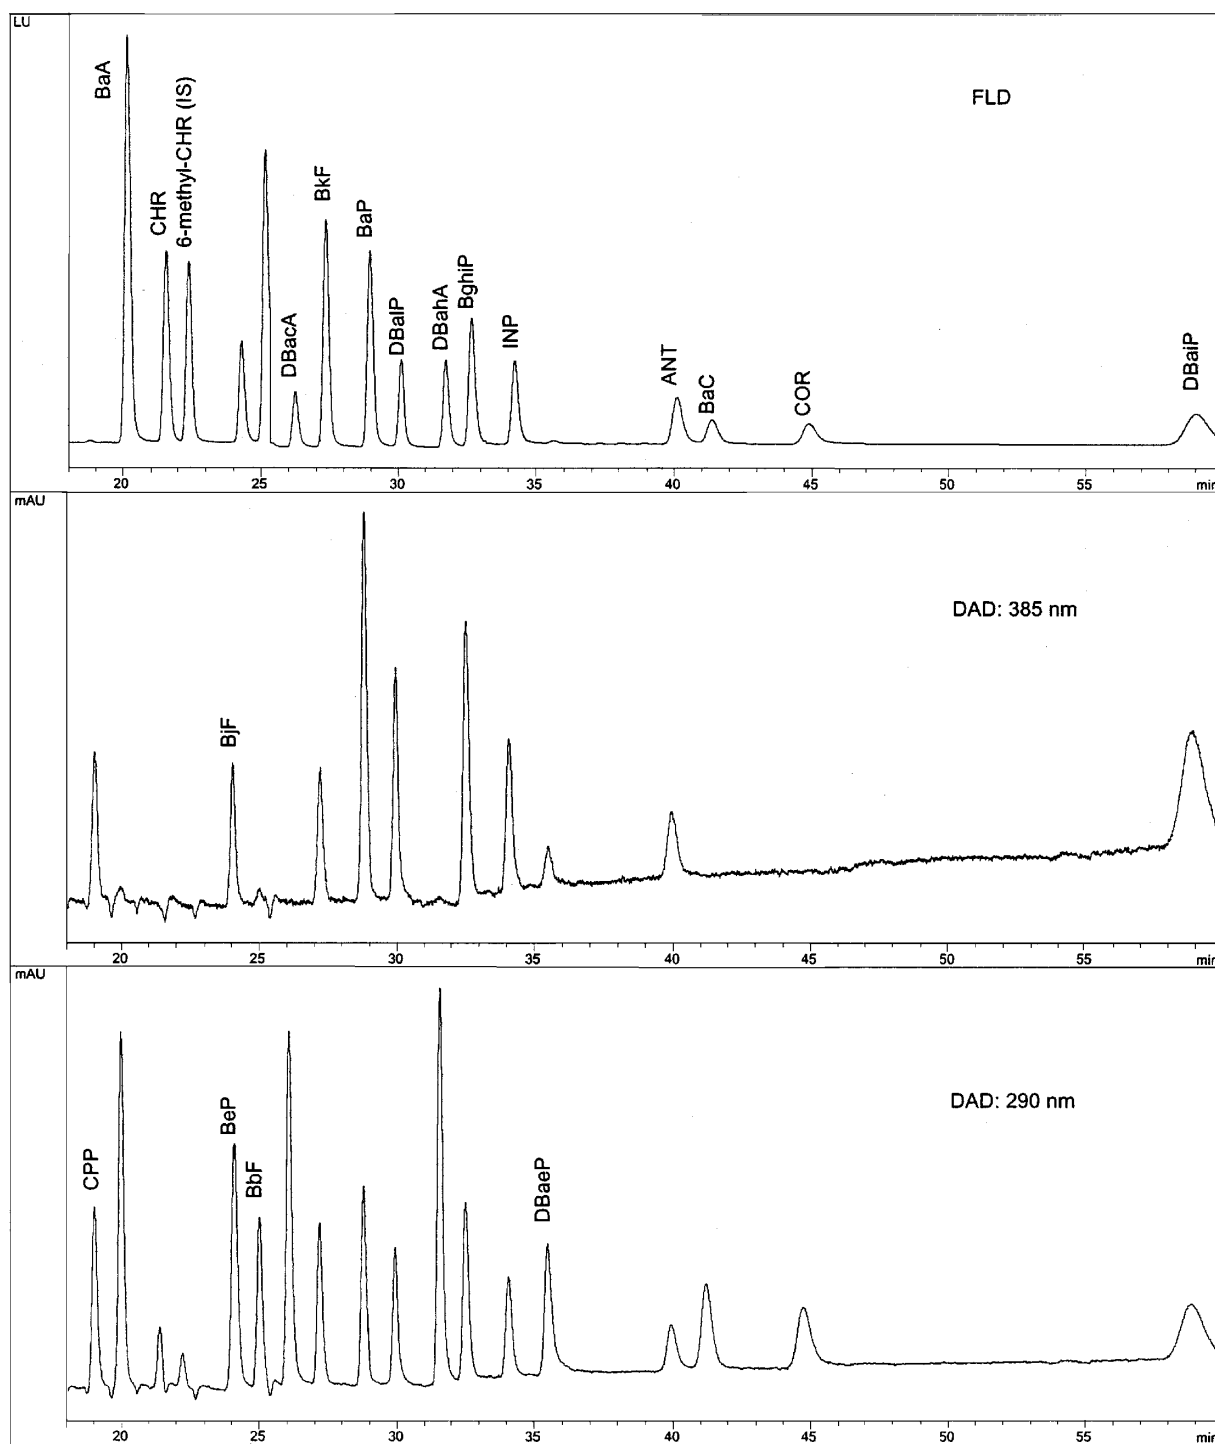 LU
FLD
BaA
CHR
6-methyl-CHR (IS)
DBacA
BkF
BaP
DBalP
DBahA
BghiP
INP
ANT
BaC
COR
DBaiP
20 25 30 35 40 45 50 55 min
mAU
DAD: 385 nm
BjF
20 25 30 35 40 45 50 55 min
mAU
DAD: 290 nm
CPP
BeP
BbF
DBaeP
20 25 30 35 40 45 50 55 min